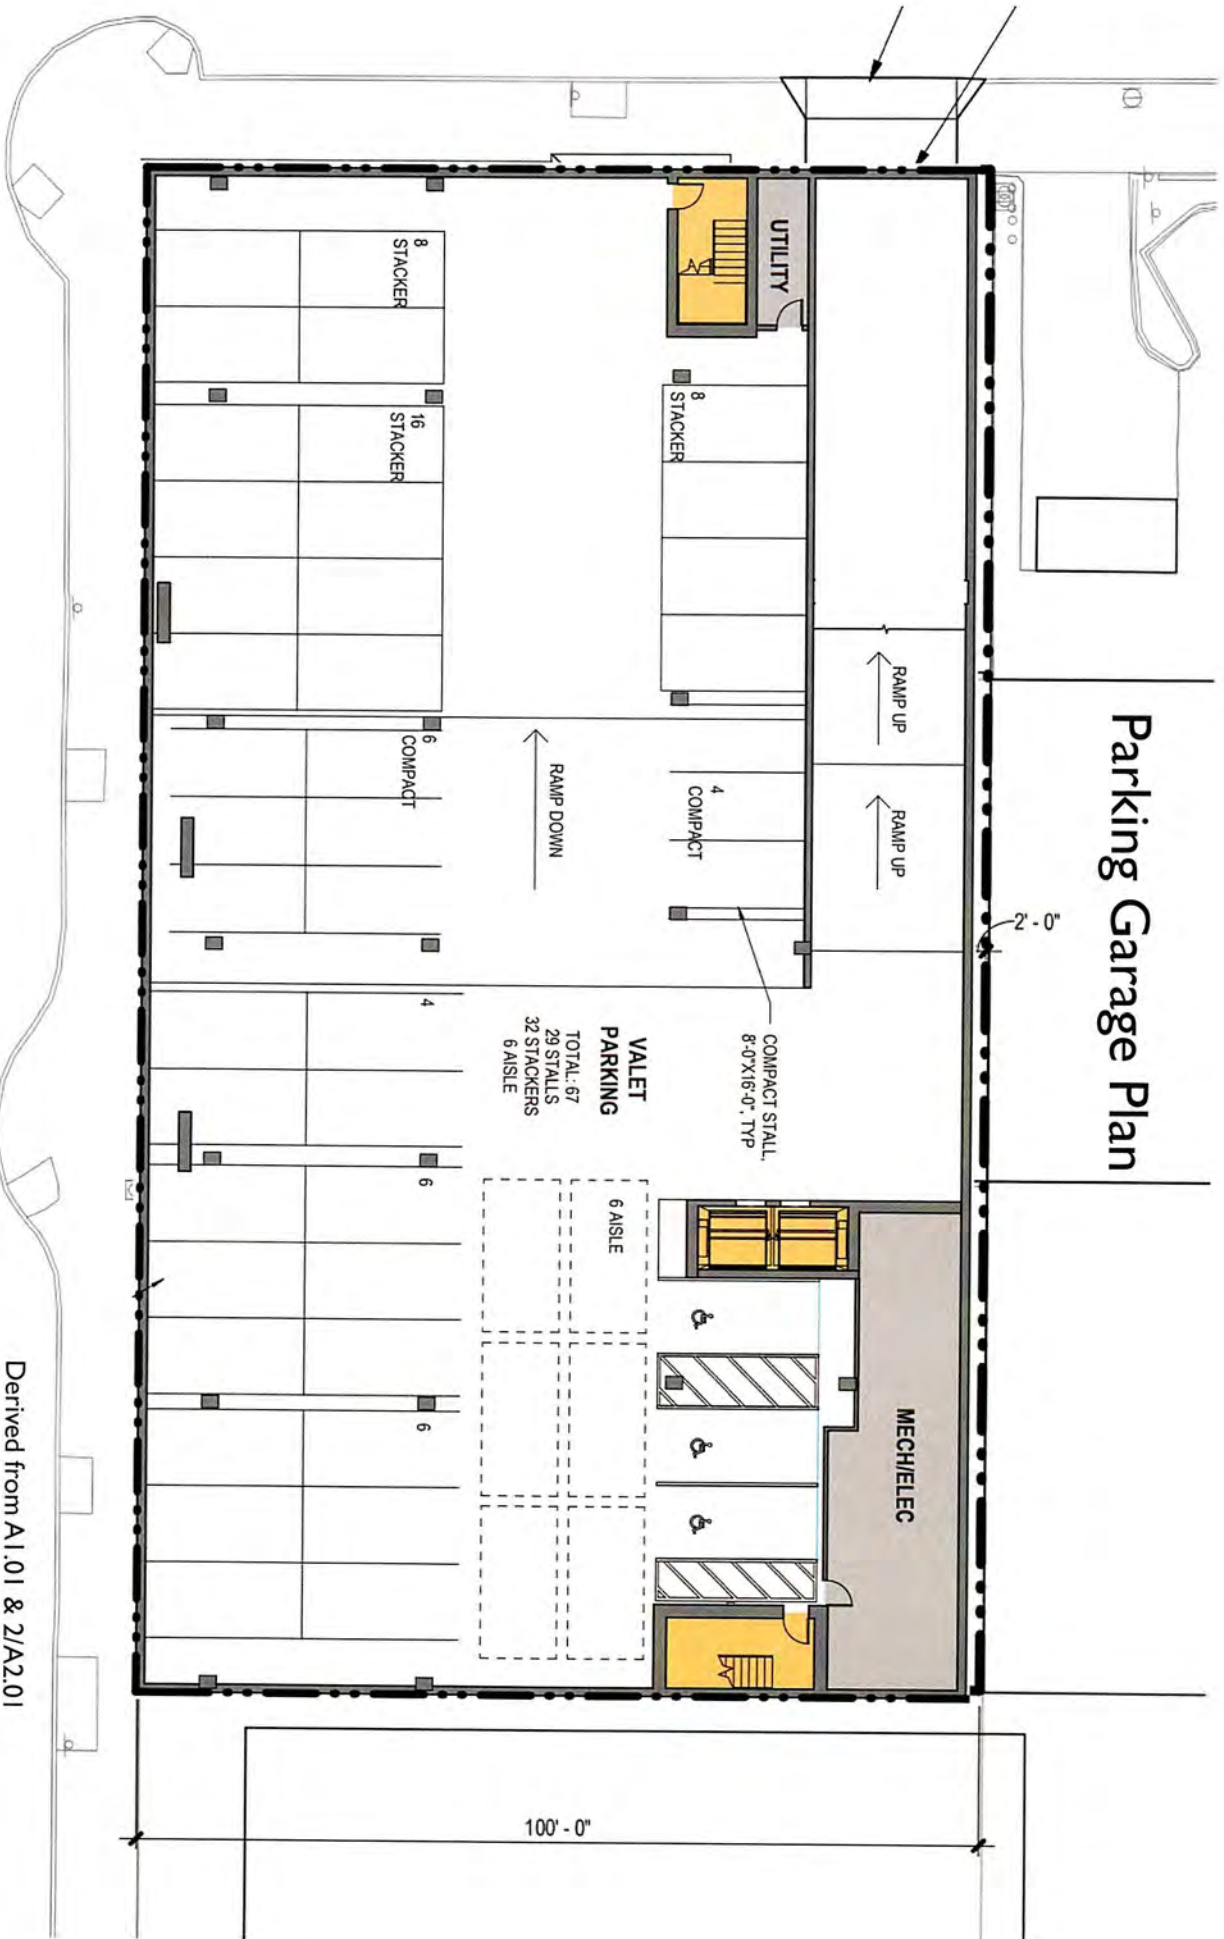 Parking Garage Plan
2' - 0"
RAMP UP
RAMP UP
UTILITY
MECH/ELEC
8
STACKER
4
COMPACT
COMPACT STALL,
8'-0"X16'-0", TYP
VALET
PARKING
TOTAL: 67
29 STALLS
32 STACKERS
6 AISLE
6 AISLE
RAMP DOWN
8
STACKER
16
STACKER
6
COMPACT
4
6
6
100' - 0"
Derived from A1.01 & 2/A2.01